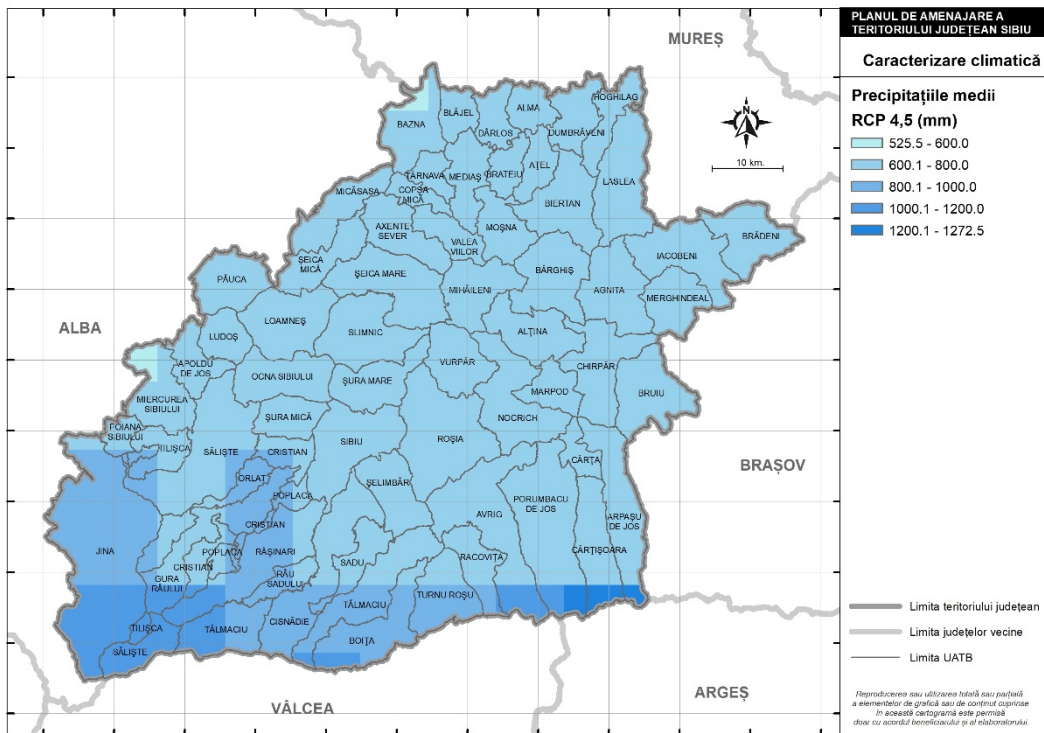 PLANUL DE AMENAJARE A
TERITORIULUI JUDEȚEAN SIBIU
Caracterizare climatică
Precipitațiile medii
RCP 4,5 (mm)
525.5 - 600.0
600.1 - 800.0
800.1 - 1000.0
1000.1 - 1200.0
1200.1 - 1272.5
MUREȘ
N
10 km.
HOGHILAG
ALMA
BLĂJEL
BAZNA
DÂRLOS
DUMBRĂVENI
AȚEL
TÂRNAVA
MEDIAȘ
BRATEIU
LASLEA
MICĂSASA
COPȘA
MICĂ
BIERTAN
AXENTE
SEVER
MOȘNA
BRĂDENI
VALEA
VIILOR
IACOBENI
ȘEICA
MICĂ
ȘEICA MARE
BÂRGHIȘ
PĂUCA
MIHĂILENI
AGNITA
MERGHINDEAL
ALBA
LOAMNEȘ
LUDOȘ
SLIMNIC
ALȚÎNA
APOLDU
DE JOS
VURPĂR
CHIRPĂR
OCNA SIBIULUI
ȘURA MARE
MARPOD
BRUIU
MIERCUREA
SIBIULUI
ȘURA MICĂ
NOCRICH
POIANA
SIBIULUI
SIBIU
ROȘIA
TILIȘCA
SĂLIȘTE
CRISTIAN
CÂRȚA
BRAȘOV
ORLAT
ȘELIMBĂR
POPLACA
PORUMBACU
DE JOS
AVRIG
ARPAȘU
DE JOS
CRISTIAN
JINA
POPLACA
RĂȘINARI
CÂRȚIȘOARA
CRISTIAN
SADU
RACOVIȚA
GURA
RÂULUI
RÂU
SADULUI
TURNU ROȘU
TĂLMACIU
CISNĂDIE
TILIȘCA
TĂLMACIU
BOIȚA
SĂLIȘTE
VÂLCEA
ARGEȘ
Limita teritoriului județean
Limita județelor vecine
Limita UATB
Reproducerea sau utilizarea totală sau parțială
a elementelor de grafică sau de conținut cuprinse
în această cartogramă este permisă
doar cu acordul beneficiarului și al elaboratorului.